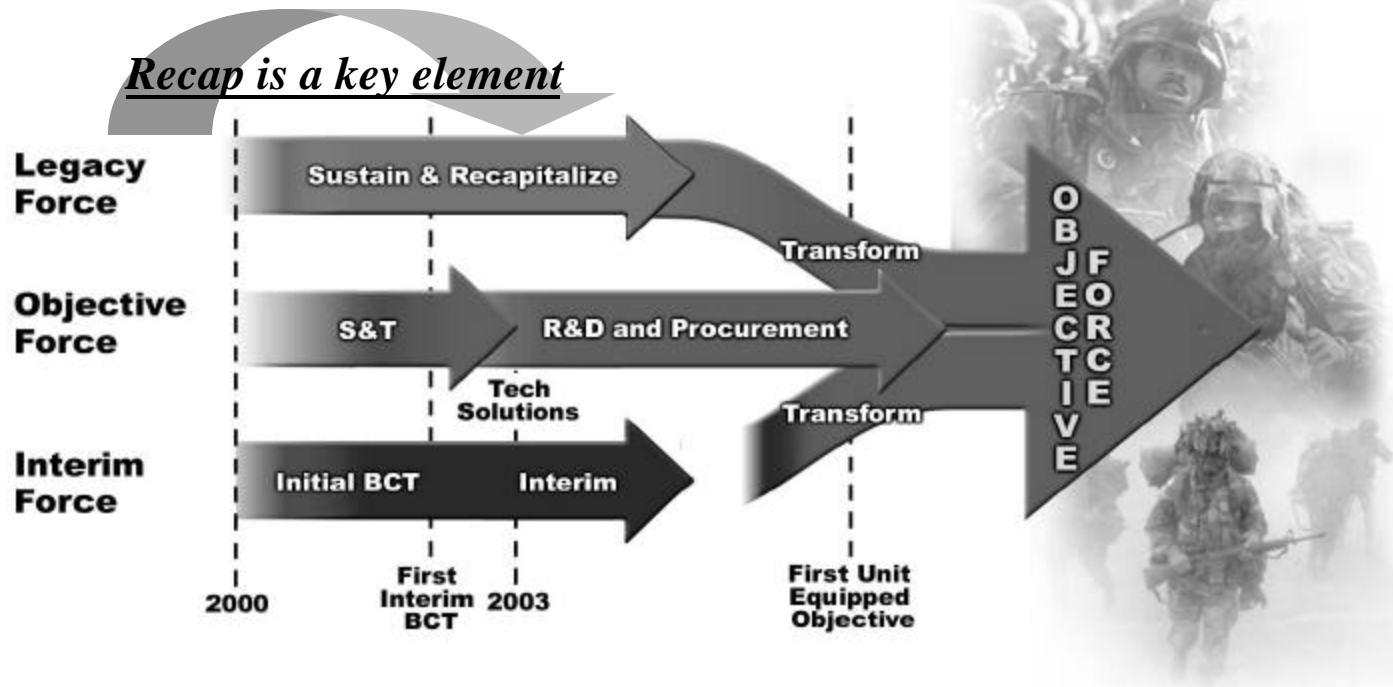 Recap is a key element
Legacy
Force
Sustain & Recapitalize
Transform
Objective
Force
S&T
R&D and Procurement
Tech
Solutions
Interim
Force
Initial BCT
Interim
Transform
OBJECTIVE
FORCE
2000
First
Interim
BCT
2003
First Unit
Equipped
Objective